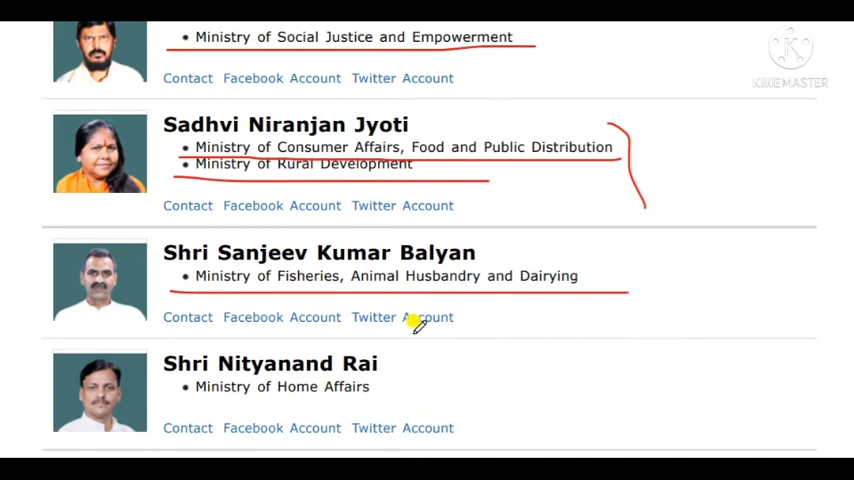 Ministry of Social Justice and Empowerment
Contact Facebook Account Twitter Account
K
KINEMASTER
Sadhvi Niranjan Jyoti
Ministry of Consumer Affairs, Food and Public Distribution
Ministry of Rural Development
Contact Facebook Account Twitter Account
Shri Sanjeev Kumar Balyan
Ministry of Fisheries, Animal Husbandry and Dairying
Contact Facebook Account Twitter Account
Shri Nityanand Rai
Ministry of Home Affairs
Contact Facebook Account Twitter Account